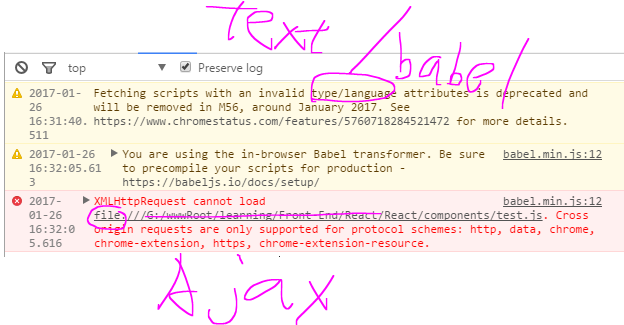 text/babel
top
Preserve log
2017-01-26 16:31:40.511 Fetching scripts with an invalid type/language attributes is deprecated and
will be removed in M56, around January 2017. See
https://www.chromestatus.com/features/5760718284521472 for more details.
2017-01-26 16:32:05.613 You are using the in-browser Babel transformer. Be sure babel.min.js:12
to precompile your scripts for production -
https://babeljs.io/docs/setup/
2017-01-26 16:32:05.616 XMLHttpRequest cannot load babel.min.js:12
file:///G:/wwwRoot/learning/Front-End/React/React/components/test.js. Cross
origin requests are only supported for protocol schemes: http, data, chrome,
chrome-extension, https, chrome-extension-resource.
Ajax